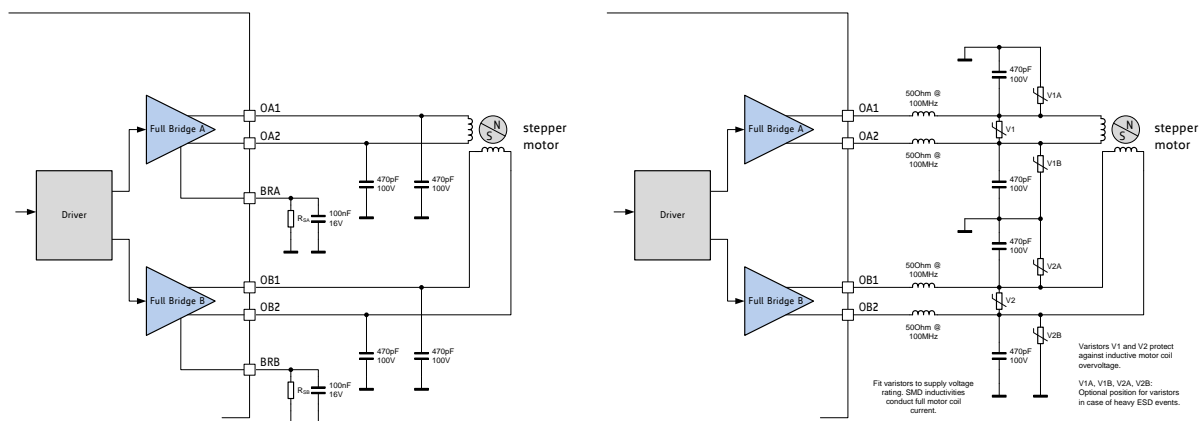 OA1
Full Bridge A
OA2
N
S
stepper
motor
470pF
100V
470pF
100V
Driver
BRA
RSA
100nF
16V
OB1
Full Bridge B
OB2
470pF
100V
470pF
100V
BRB
RSB
100nF
16V
470pF
100V
V1A
50Ohm @
100MHz
OA1
V1
Full Bridge A
OA2
N
S
stepper
motor
50Ohm @
100MHz
V1B
470pF
100V
Driver
470pF
100V
50Ohm @
100MHz
V2A
OB1
Full Bridge B
V2
OB2
50Ohm @
100MHz
V2B
470pF
100V
Varistors V1 and V2 protect
against inductive motor coil
overvoltage.
V1A, V1B, V2A, V2B:
Optional position for varistors
in case of heavy ESD events.
Fit varistors to supply voltage
rating. SMD inductivities
conduct full motor coil
current.